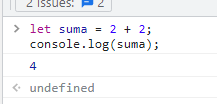 2 Issues: 2
> let suma = 2 + 2;
console.log(suma);
4
undefined